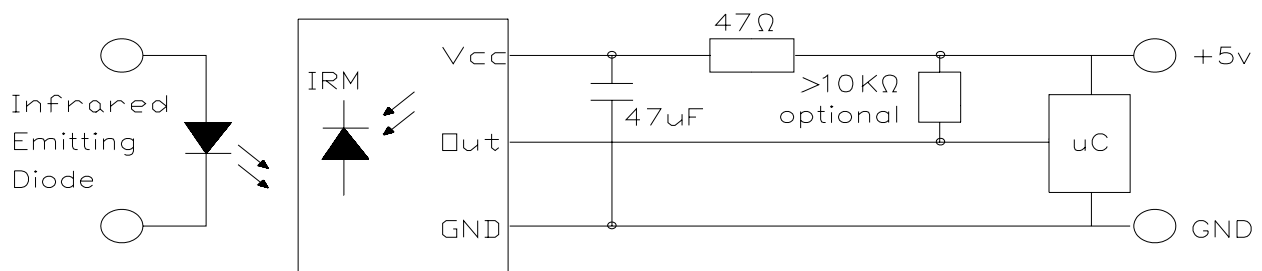 47Ω
Vcc
+5v
IRM
>10KΩ
optional
Infrared
Emitting
Diode
47uF
Out
uC
GND
GND